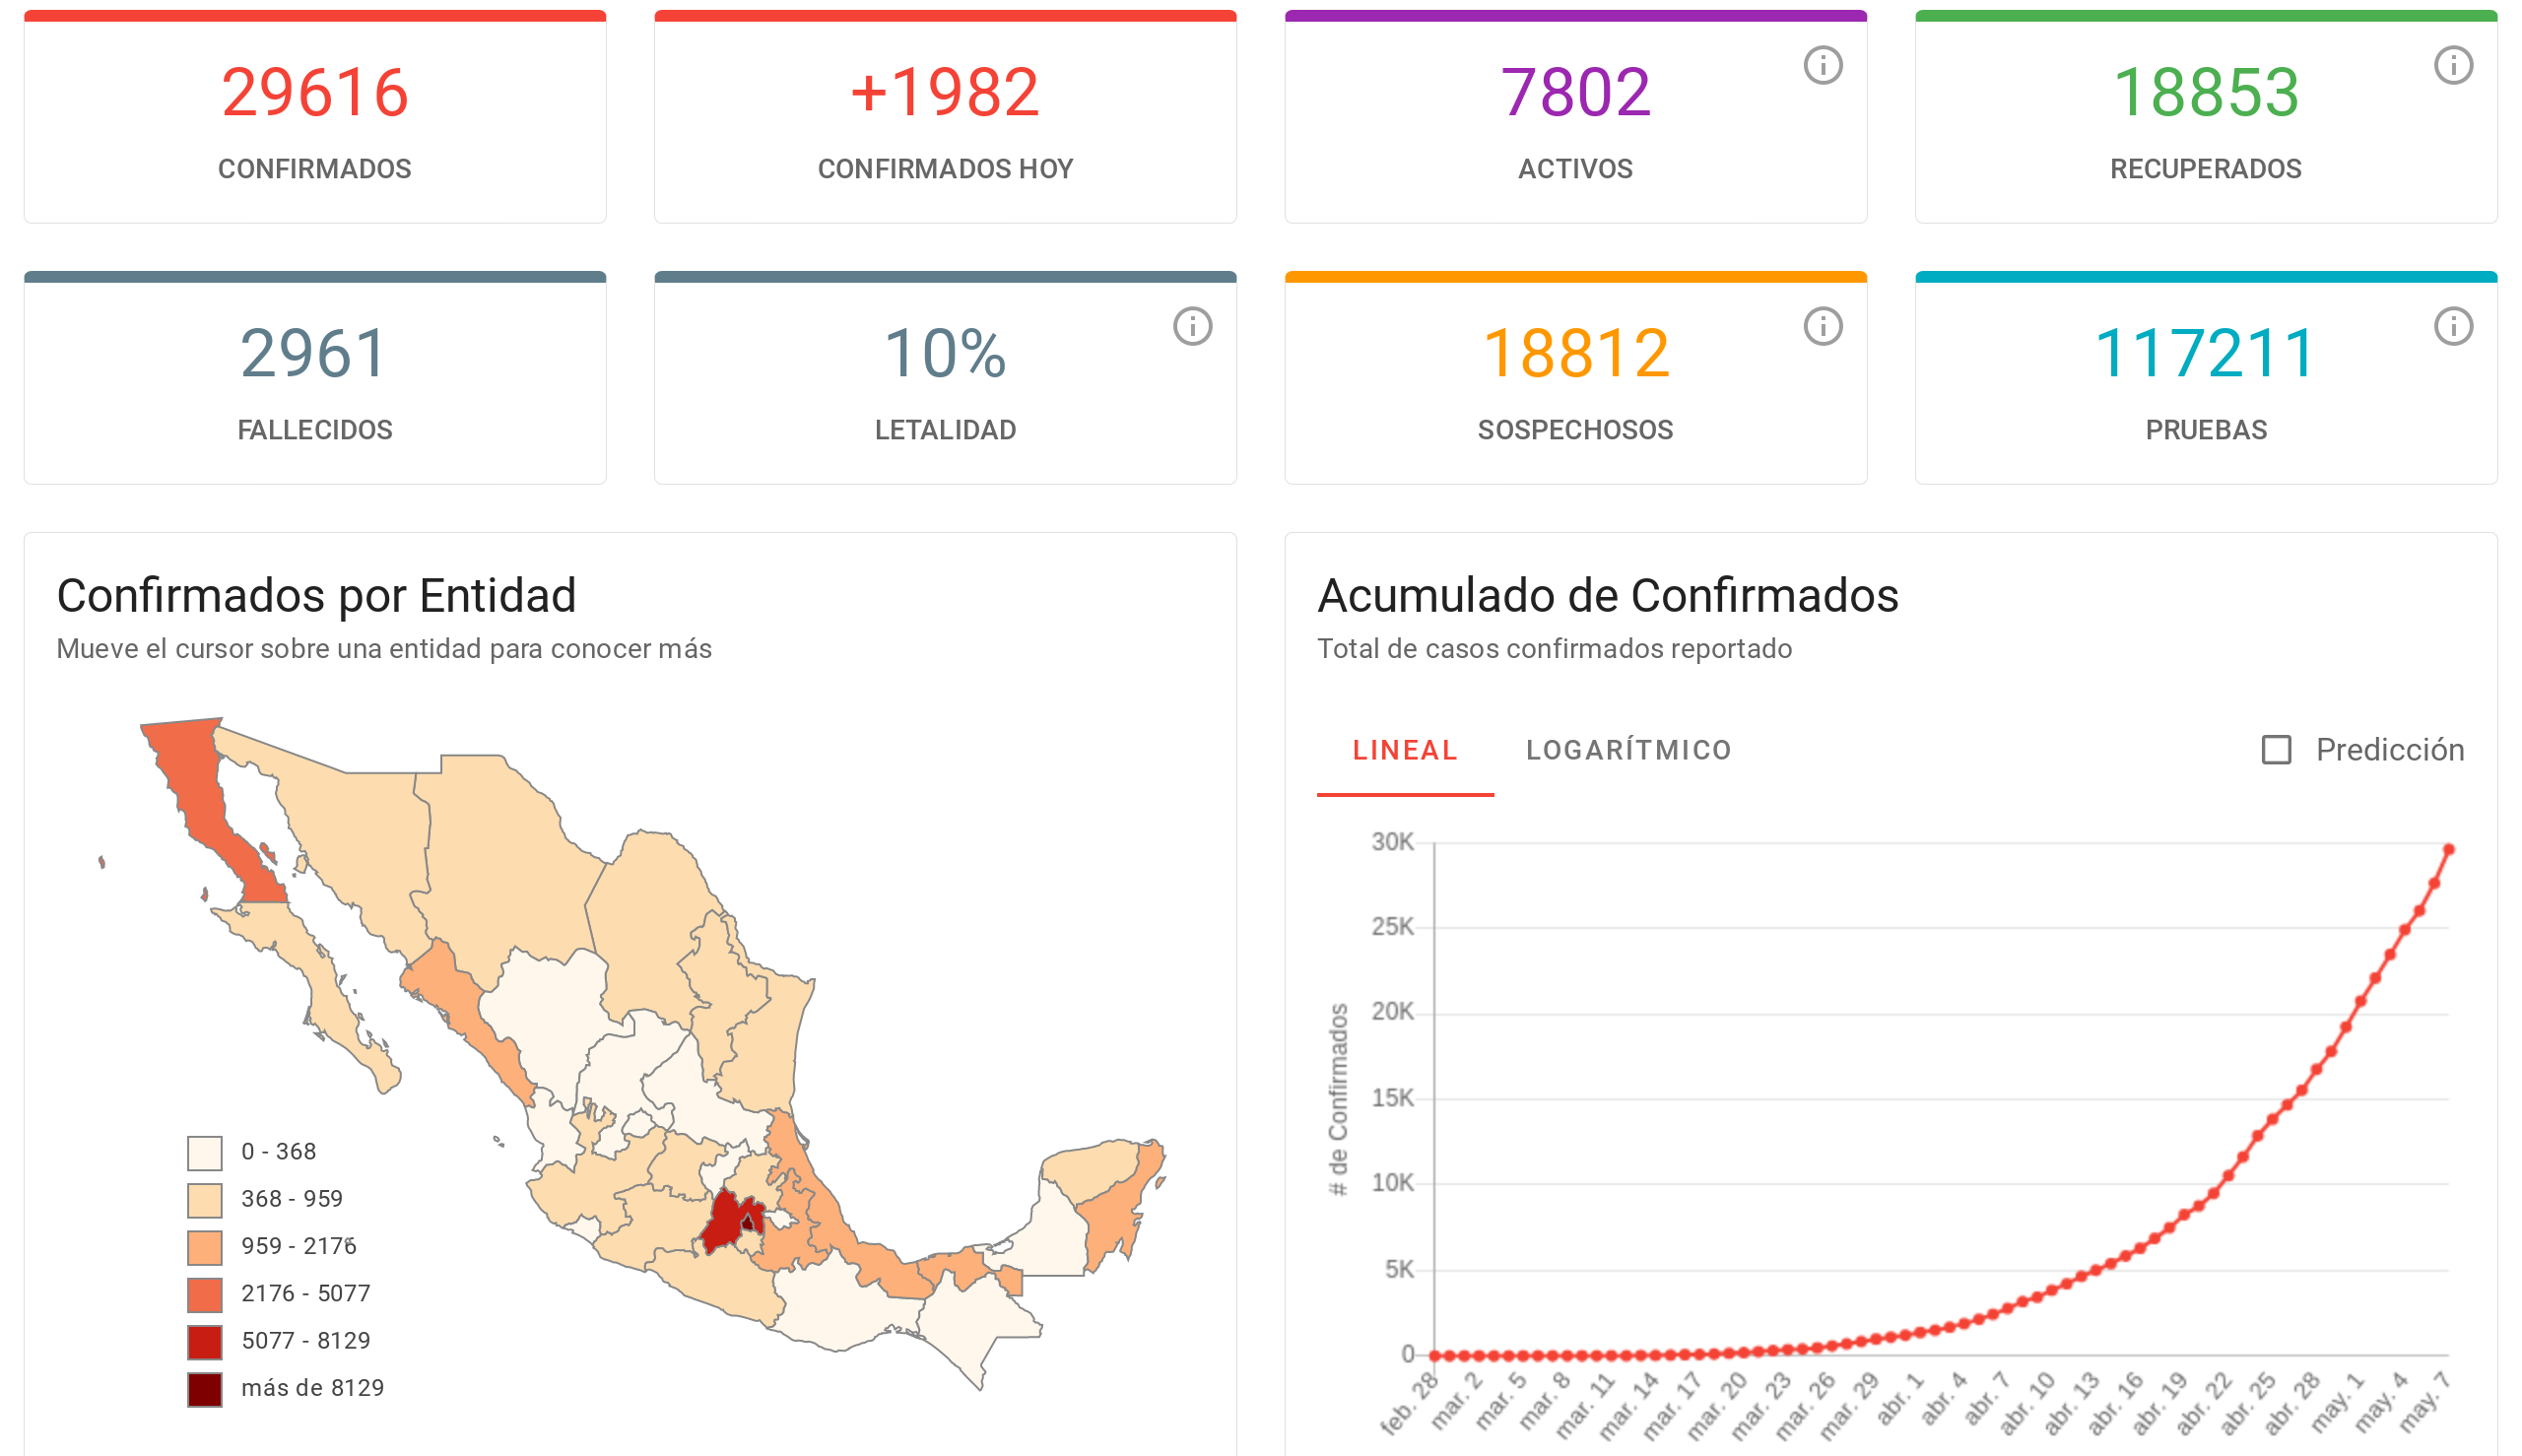 29616
CONFIRMADOS
+1982
CONFIRMADOS HOY
7802
ACTIVOS
18853
RECUPERADOS
2961
FALLECIDOS
10%
LETALIDAD
18812
SOSPECHOSOS
117211
PRUEBAS
Confirmados por Entidad
Mueve el cursor sobre una entidad para conocer más
0 - 368
368 - 959
959 - 2176
2176 - 5077
5077 - 8129
más de 8129
Acumulado de Confirmados
Total de casos confirmados reportado
LINEAL
LOGARÍTMICO
Predicción
# de Confirmados
30K
25K
20K
15K
10K
5K
0
feb. 28
mar. 2
mar. 5
mar. 8
mar. 11
mar. 14
mar. 17
mar. 20
mar. 23
mar. 26
mar. 29
abr. 1
abr. 4
abr. 7
abr. 10
abr. 13
abr. 16
abr. 19
abr. 22
abr. 25
abr. 28
may. 1
may. 4
may. 7